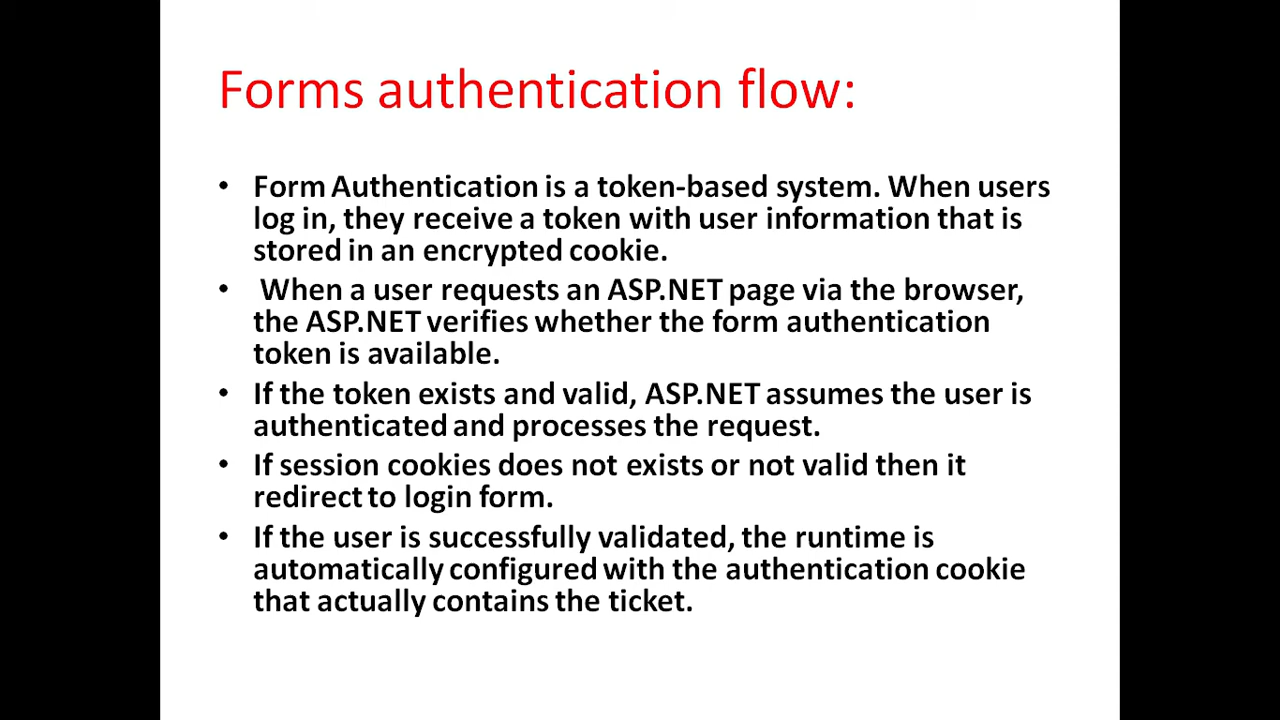 Forms authentication flow:
• Form Authentication is a token-based system. When users
log in, they receive a token with user information that is
stored in an encrypted cookie.
• When a user requests an ASP.NET page via the browser,
the ASP.NET verifies whether the form authentication
token is available.
• If the token exists and valid, ASP.NET assumes the user is
authenticated and processes the request.
• If session cookies does not exists or not valid then it
redirect to login form.
• If the user is successfully validated, the runtime is
automatically configured with the authentication cookie
that actually contains the ticket.